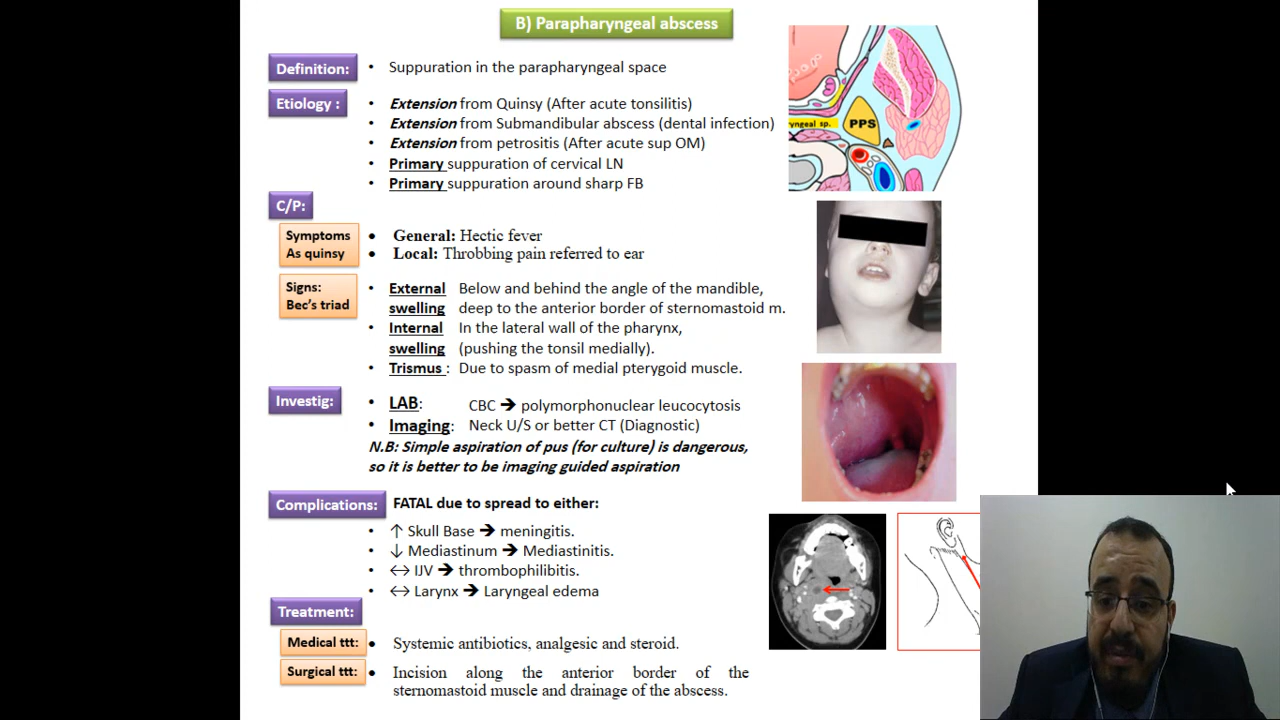 B) Parapharyngeal abscess
Definition:
• Suppuration in the parapharyngeal space
Etiology :
• Extension from Quinsy (After acute tonsilitis)
• Extension from Submandibular abscess (dental infection)
• Extension from petrositis (After acute sup OM)
• Primary suppuration of cervical LN
• Primary suppuration around sharp FB
C/P:
Symptoms
As quinsy
• General: Hectic fever
• Local: Throbbing pain referred to ear
Signs:
Bec's triad
• External Below and behind the angle of the mandible,
swelling deep to the anterior border of sternomastoid m.
• Internal In the lateral wall of the pharynx,
swelling (pushing the tonsil medially).
• Trismus : Due to spasm of medial pterygoid muscle.
Investig:
• LAB: CBC ➔ polymorphonuclear leucocytosis
• Imaging: Neck U/S or better CT (Diagnostic)
N.B: Simple aspiration of pus (for culture) is dangerous,
so it is better to be imaging guided aspiration
Complications:
FATAL due to spread to either:
• ↑ Skull Base ➔ meningitis.
• ↓ Mediastinum ➔ Mediastinitis.
• ↔ IJV ➔ thrombophilibitis.
• ↔ Larynx ➔ Laryngeal edema
Treatment:
Medical ttt:
• Systemic antibiotics, analgesic and steroid.
Surgical ttt:
• Incision along the anterior border of the
sternomastoid muscle and drainage of the abscess.
ryngeal sp.
PPS